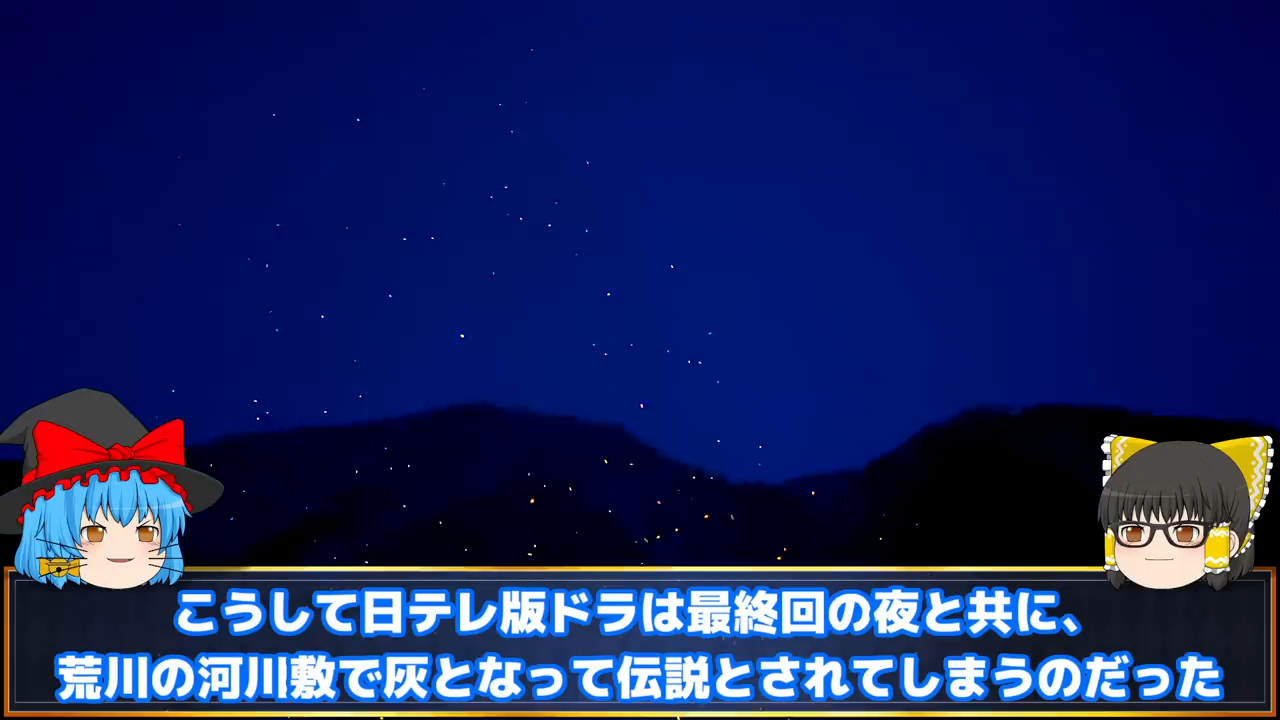 こうして日テレ版ドラは最終回の夜と共に、
荒川の河川敷で灰となって伝説とされてしまうのだった